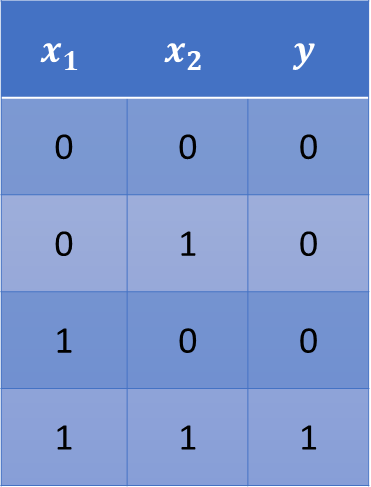 x₁ x₂ y
0 0 0
0 1 0
1 0 0
1 1 1